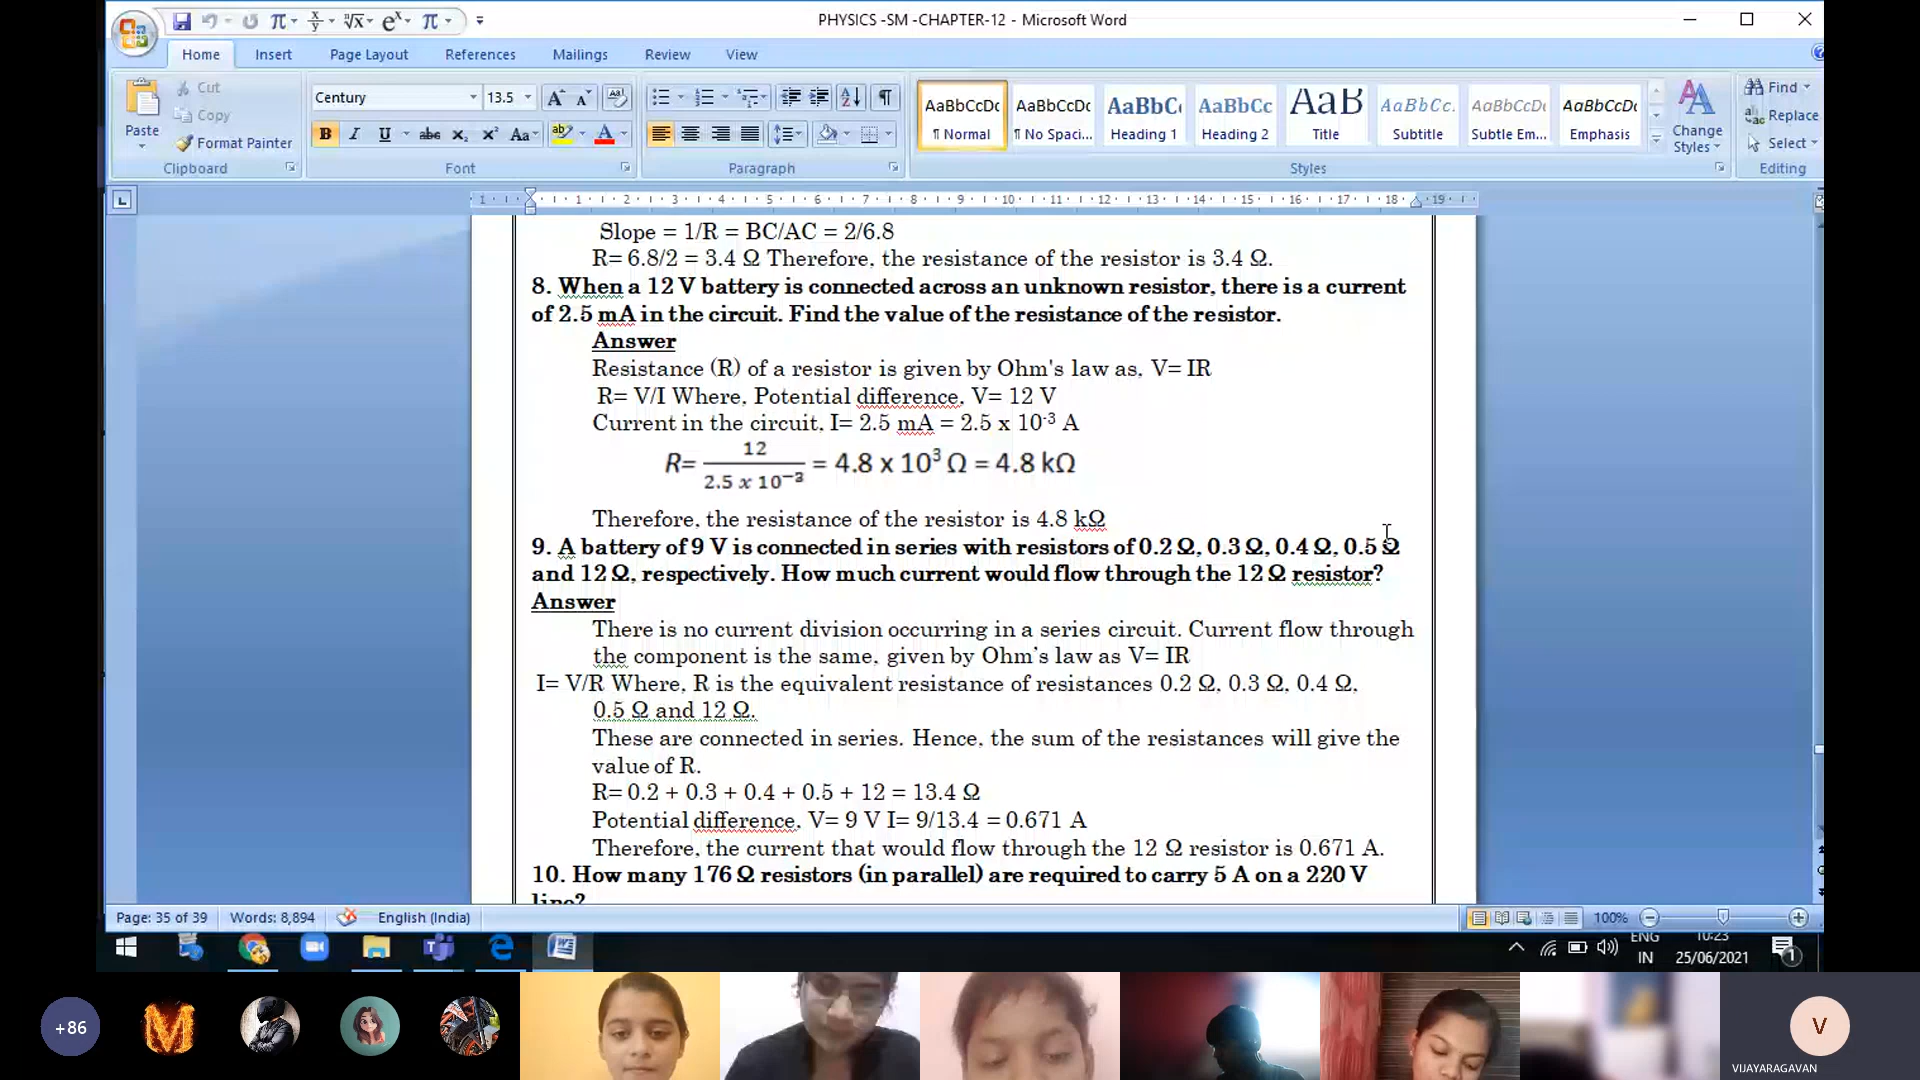 PHYSICS -SM -CHAPTER-12 - Microsoft Word
Home Insert Page Layout References Mailings Review View
Paste
Cut
Copy
Format Painter
Clipboard
Century 13.5
Font
Paragraph
AaBbCcDc AaBbCcDc AaBbC AaBbCc AaB AaBbCc. AaBbCcDc AaBbCcDc
¶ Normal ¶ No Spaci... Heading 1 Heading 2 Title Subtitle Subtle Em... Emphasis
Change Styles
Styles
Find
Replace
Select
Editing
Slope = 1/R = BC/AC = 2/6.8
R= 6.8/2 = 3.4 Ω Therefore, the resistance of the resistor is 3.4 Ω.
8. When a 12 V battery is connected across an unknown resistor, there is a current
of 2.5 mA in the circuit. Find the value of the resistance of the resistor.
Answer
Resistance (R) of a resistor is given by Ohm's law as, V= IR
R= V/I Where, Potential difference, V= 12 V
Current in the circuit, I= 2.5 mA = 2.5 x 10⁻³ A
R= 12 / 2.5 x 10⁻³ = 4.8 x 10³ Ω = 4.8 kΩ
Therefore, the resistance of the resistor is 4.8 kΩ
9. A battery of 9 V is connected in series with resistors of 0.2 Ω, 0.3 Ω, 0.4 Ω, 0.5 Ω
and 12 Ω, respectively. How much current would flow through the 12 Ω resistor?
Answer
There is no current division occurring in a series circuit. Current flow through
the component is the same, given by Ohm's law as V= IR
I= V/R Where, R is the equivalent resistance of resistances 0.2 Ω, 0.3 Ω, 0.4 Ω,
0.5 Ω and 12 Ω.
These are connected in series. Hence, the sum of the resistances will give the
value of R.
R= 0.2 + 0.3 + 0.4 + 0.5 + 12 = 13.4 Ω
Potential difference, V= 9 V I= 9/13.4 = 0.671 A
Therefore, the current that would flow through the 12 Ω resistor is 0.671 A.
10. How many 176 Ω resistors (in parallel) are required to carry 5 A on a 220 V
line?
Page: 35 of 39 Words: 8,894 English (India) 100%
ENG
IN
10:23
25/06/2021
1
+86
M
V
VIJAYARAGAVAN